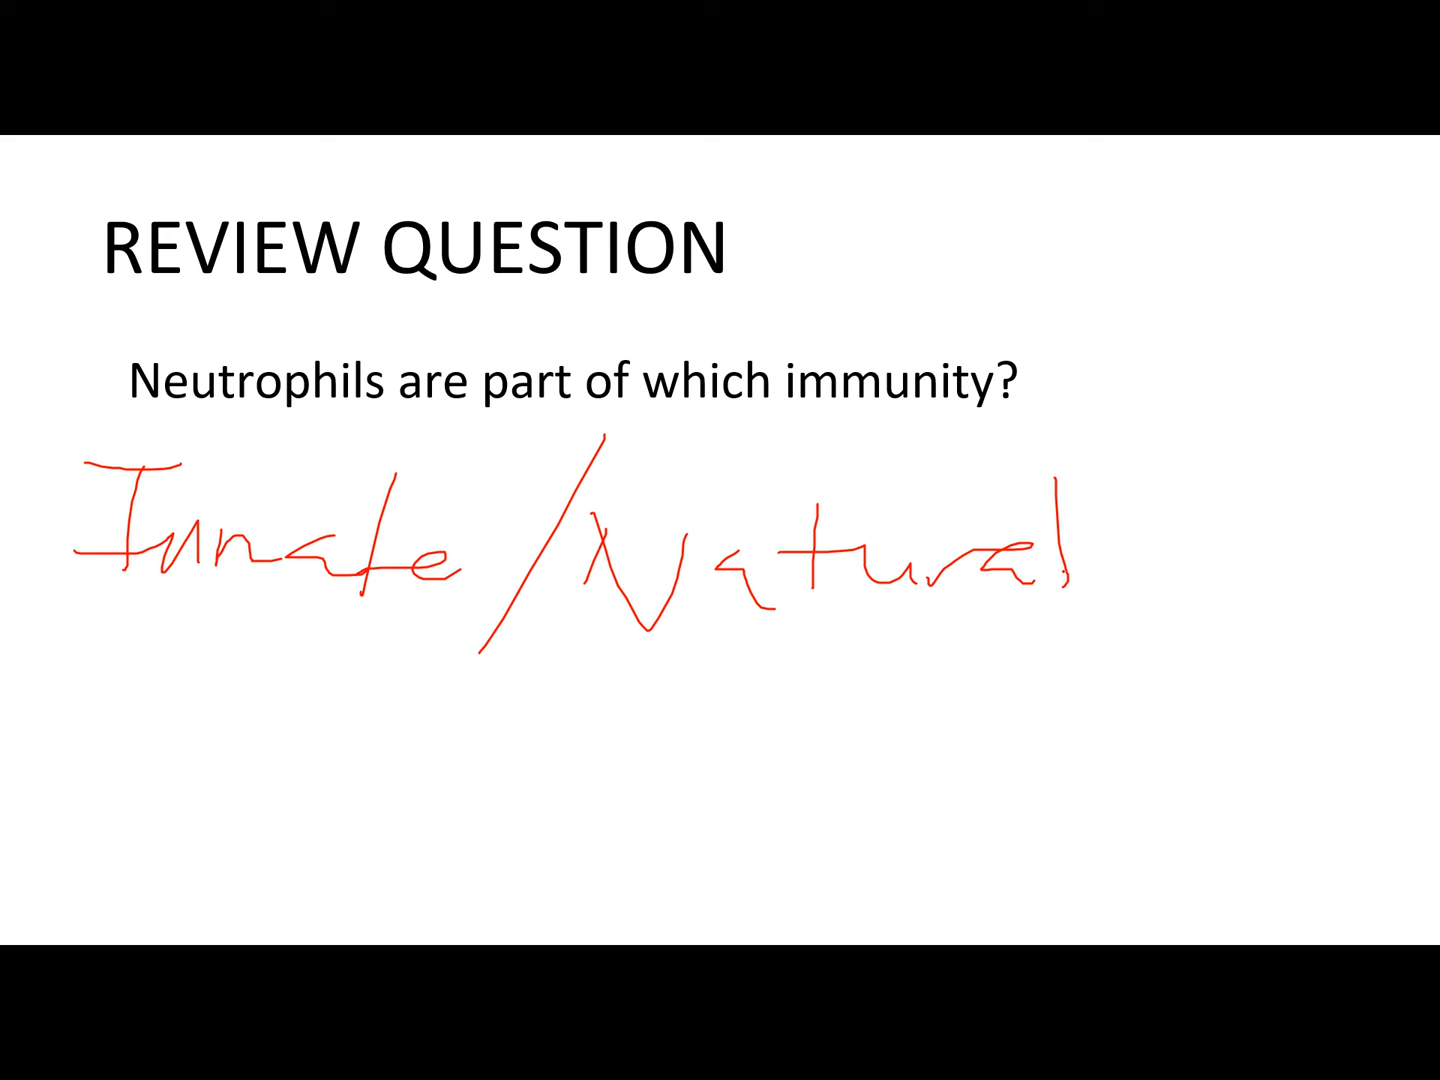 REVIEW QUESTION
Neutrophils are part of which immunity?
Innate/Natural